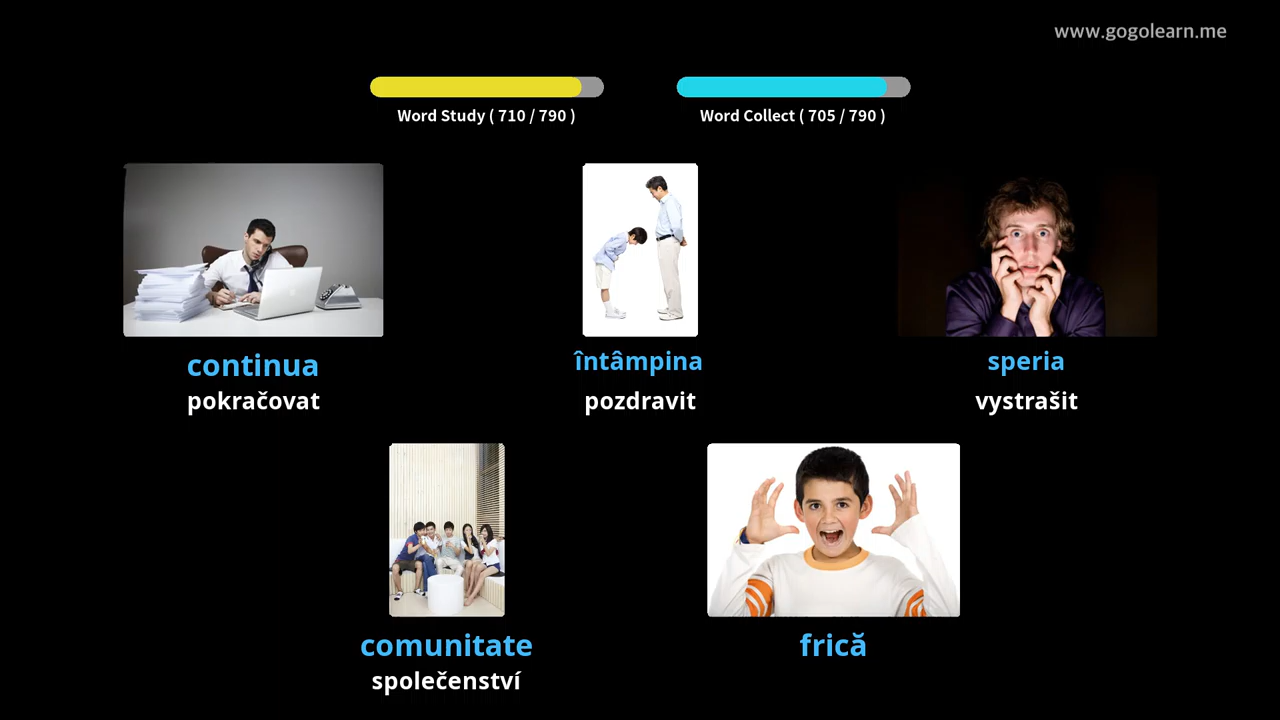 www.gogolearn.me
Word Study ( 710 / 790 )
Word Collect ( 705 / 790 )
continua
pokračovat
întâmpina
pozdravit
speria
vystrašit
comunitate
společenství
frică